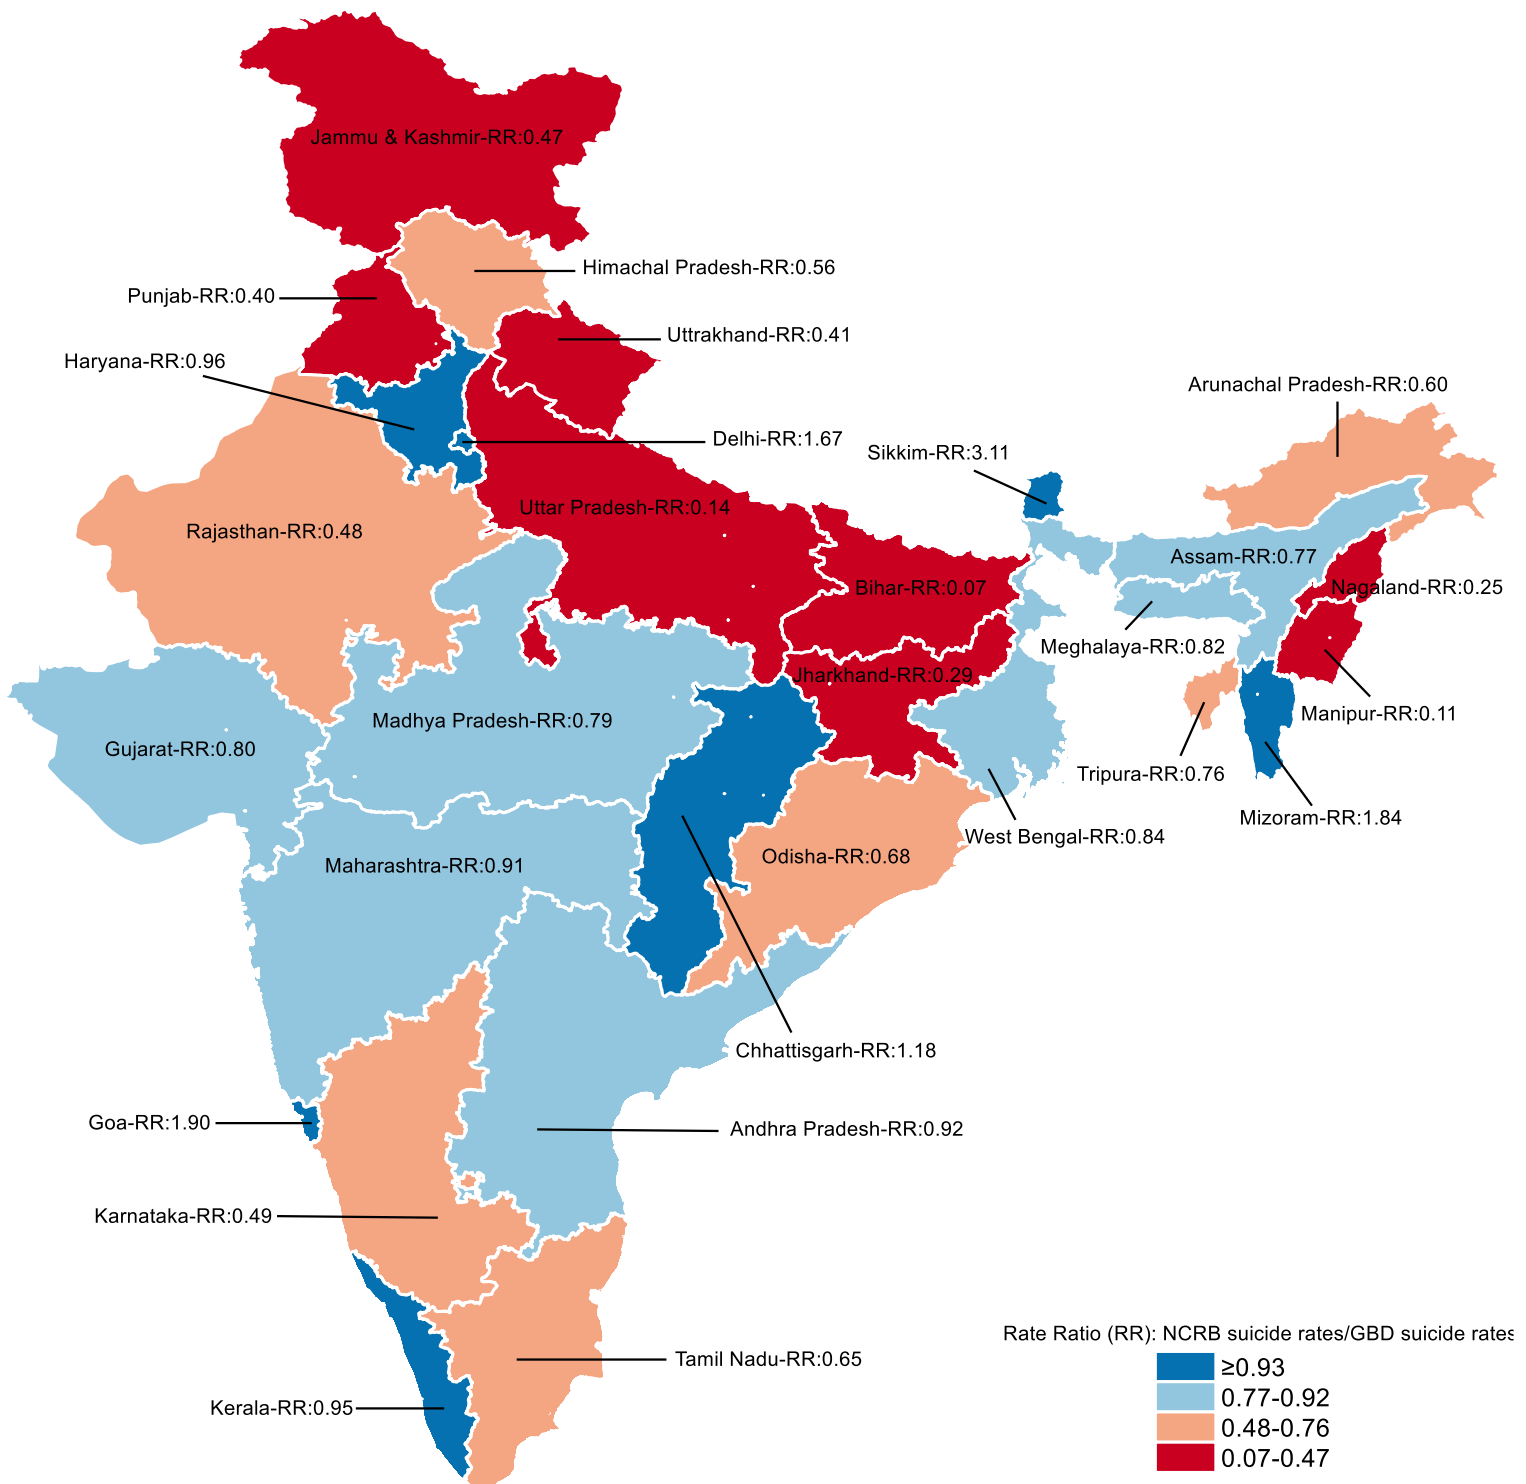 Jammu & Kashmir-RR:0.47
Himachal Pradesh-RR:0.56
Punjab-RR:0.40
Uttrakhand-RR:0.41
Haryana-RR:0.96
Arunachal Pradesh-RR:0.60
Delhi-RR:1.67
Sikkim-RR:3.11
Uttar Pradesh-RR:0.14
Rajasthan-RR:0.48
Assam-RR:0.77
Bihar-RR:0.07
Nagaland-RR:0.25
Meghalaya-RR:0.82
Jharkhand-RR:0.29
Manipur-RR:0.11
Madhya Pradesh-RR:0.79
Gujarat-RR:0.80
Tripura-RR:0.76
Mizoram-RR:1.84
West Bengal-RR:0.84
Odisha-RR:0.68
Maharashtra-RR:0.91
Chhattisgarh-RR:1.18
Goa-RR:1.90
Andhra Pradesh-RR:0.92
Karnataka-RR:0.49
Tamil Nadu-RR:0.65
Kerala-RR:0.95
Rate Ratio (RR): NCRB suicide rates/GBD suicide rates
≥0.93
0.77-0.92
0.48-0.76
0.07-0.47